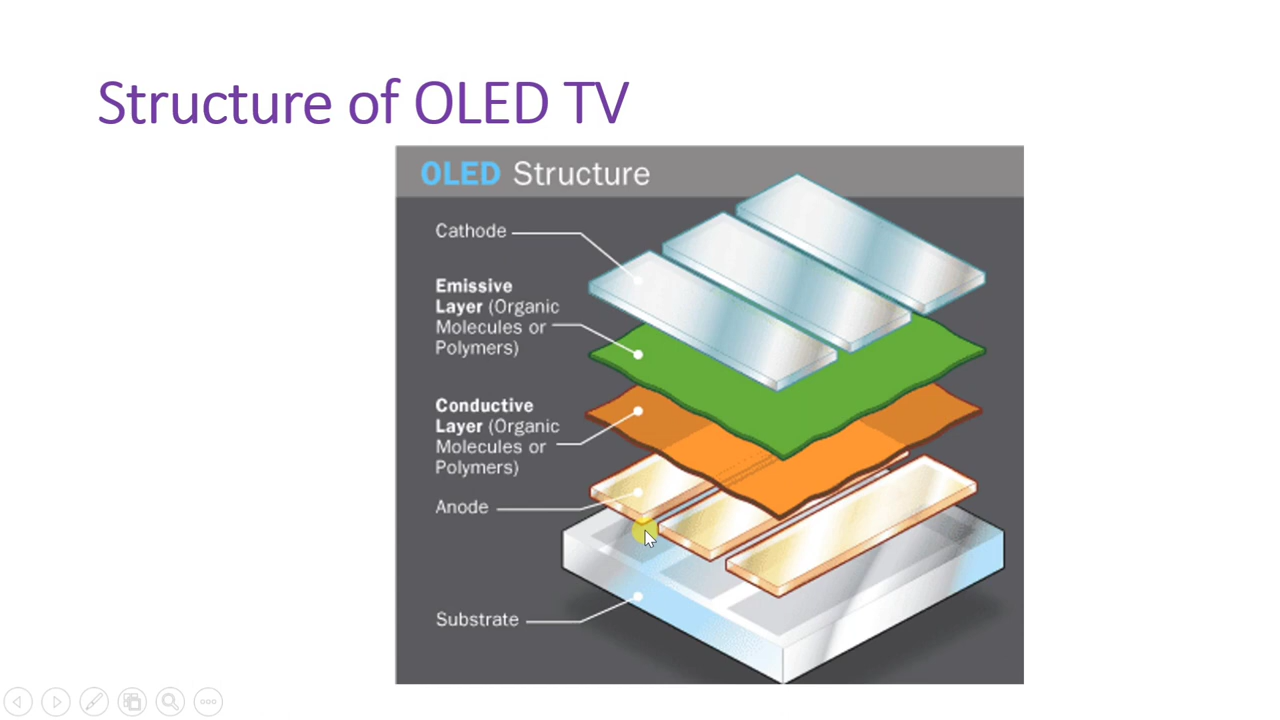 Structure of OLED TV
OLED Structure
Cathode
Emissive
Layer (Organic
Molecules or
Polymers)
Conductive
Layer (Organic
Molecules or
Polymers)
Anode
Substrate